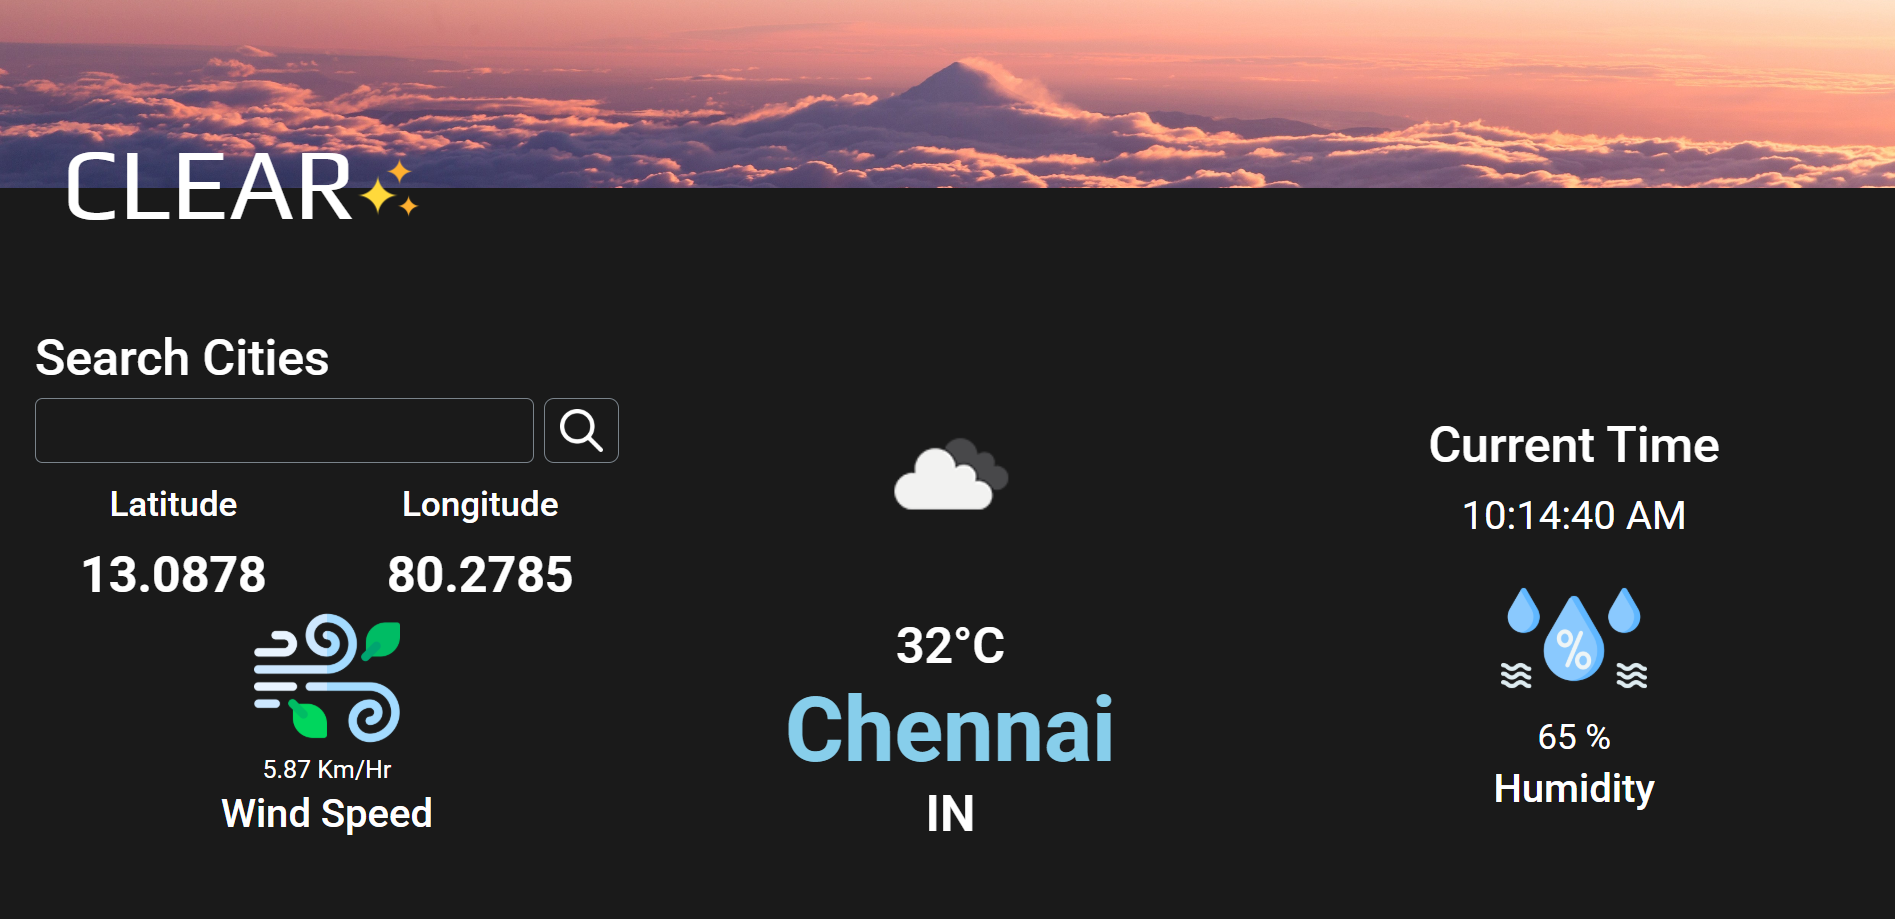 CLEAR
Search Cities
Latitude Longitude
13.0878 80.2785
5.87 Km/Hr
Wind Speed
32°C
Chennai
IN
Current Time
10:14:40 AM
%
65 %
Humidity